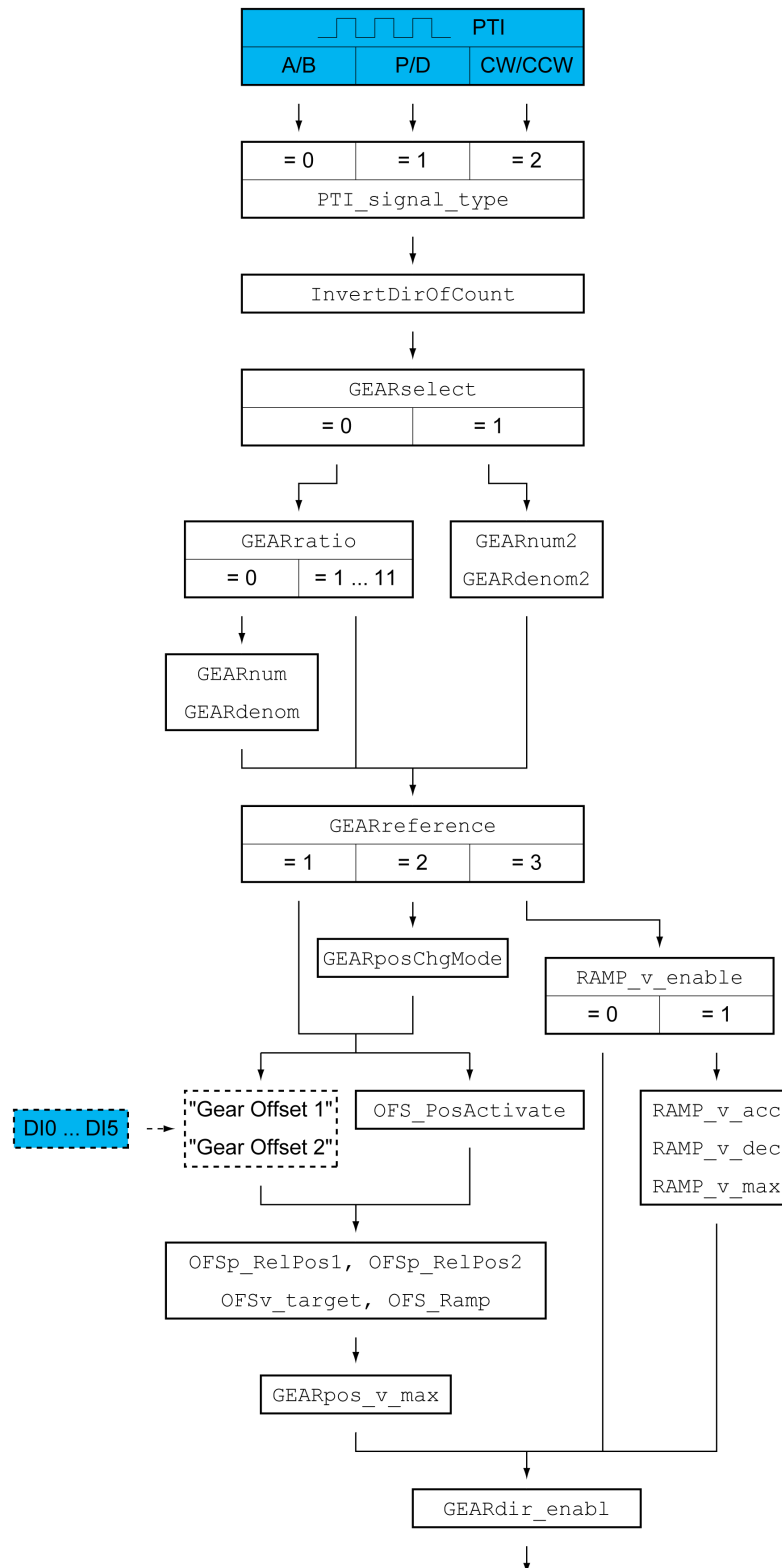 PTI
A/B P/D CW/CCW
= 0 = 1 = 2
PTI_signal_type
InvertDirOfCount
GEARselect
= 0 = 1
GEARratio
= 0 = 1 ... 11
GEARnum2
GEARdenom2
GEARnum
GEARdenom
GEARreference
= 1 = 2 = 3
GEARposChgMode
RAMP_v_enable
= 0 = 1
DI0 ... DI5
"Gear Offset 1"
"Gear Offset 2"
OFS_PosActivate
RAMP_v_acc
RAMP_v_dec
RAMP_v_max
OFSp_RelPos1, OFSp_RelPos2
OFSv_target, OFS_Ramp
GEARpos_v_max
GEARdir_enabl